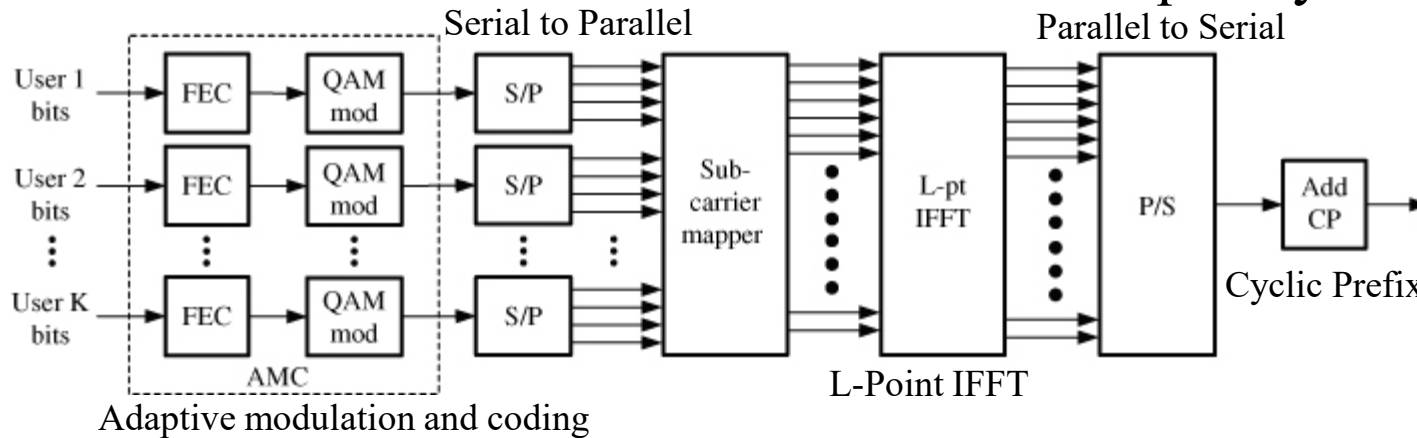 Serial to Parallel
Parallel to Serial
User 1
bits
FEC
QAM
mod
S/P
User 2
bits
FEC
QAM
mod
S/P
User K
bits
FEC
QAM
mod
S/P
AMC
Adaptive modulation and coding
Sub-
carrier
mapper
L-pt
IFFT
L-Point IFFT
P/S
Add
CP
Cyclic Prefix